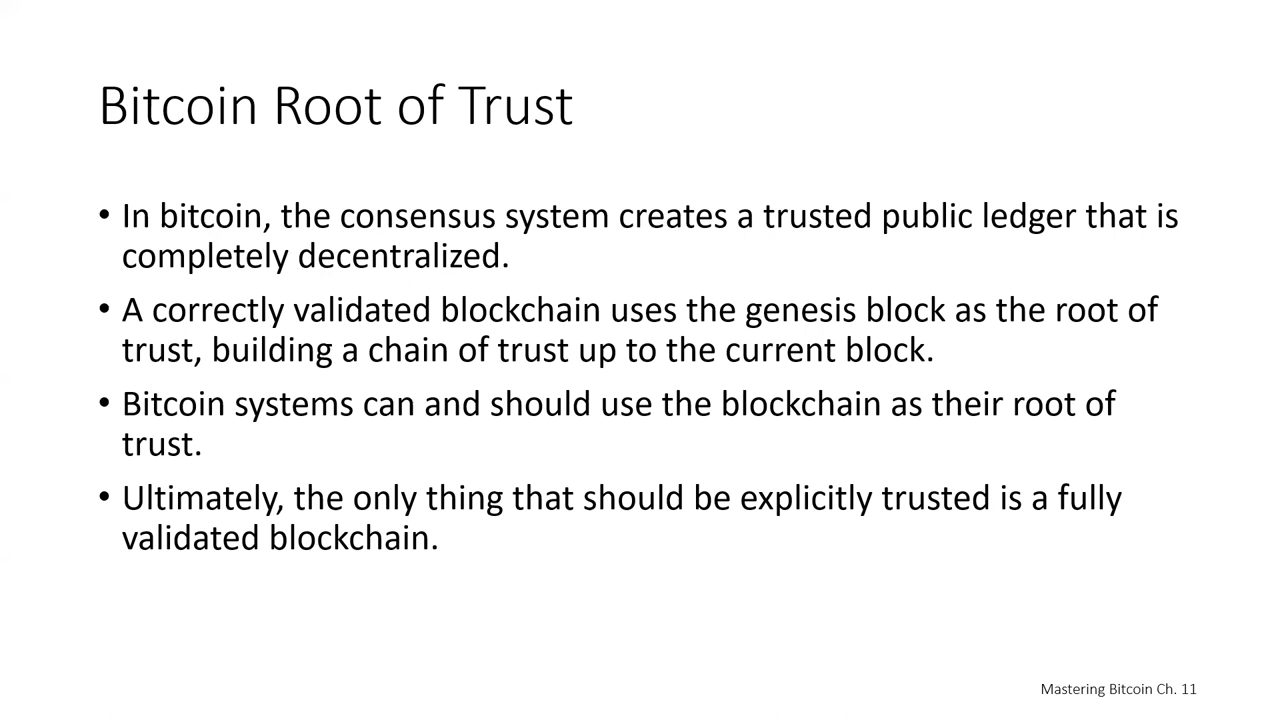 Bitcoin Root of Trust
• In bitcoin, the consensus system creates a trusted public ledger that is
completely decentralized.
• A correctly validated blockchain uses the genesis block as the root of
trust, building a chain of trust up to the current block.
• Bitcoin systems can and should use the blockchain as their root of
trust.
• Ultimately, the only thing that should be explicitly trusted is a fully
validated blockchain.
Mastering Bitcoin Ch. 11